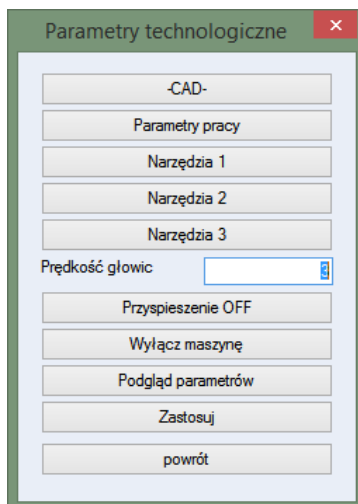 Parametry technologiczne
-CAD-
Parametry pracy
Narzędzia 1
Narzędzia 2
Narzędzia 3
Prędkość głowic 3
Przyspieszenie OFF
Wyłącz maszynę
Podgląd parametrów
Zastosuj
powrót